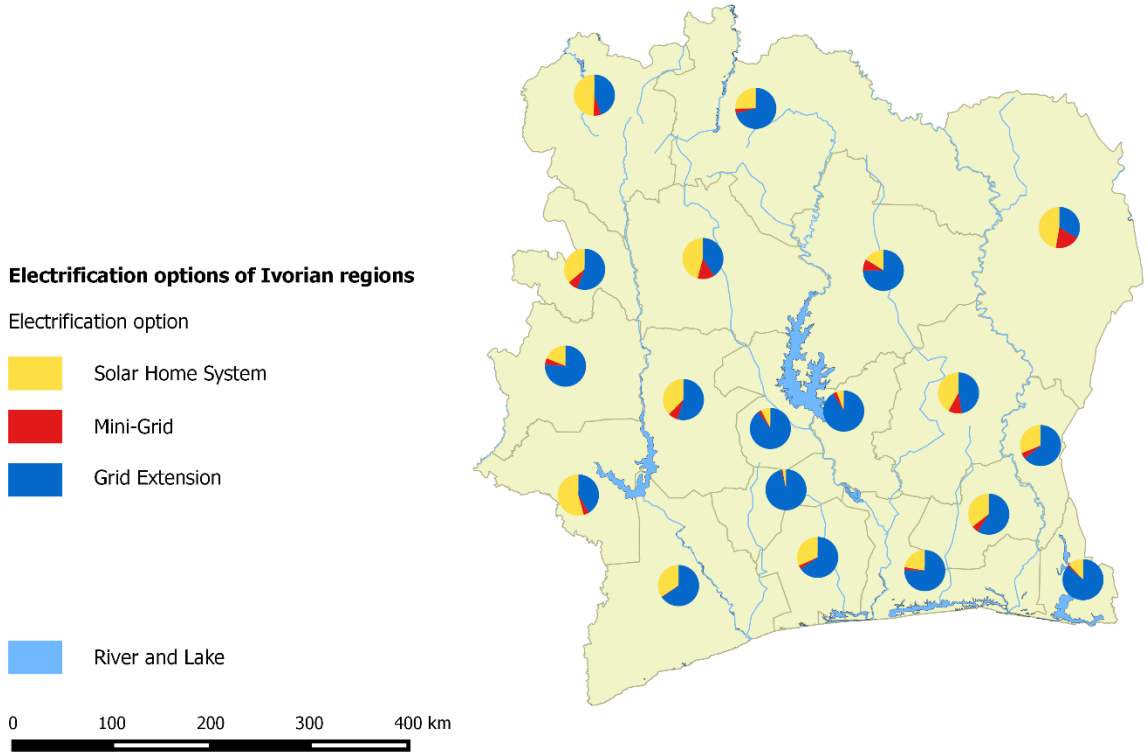 Electrification options of Ivorian regions
Electrification option
Solar Home System
Mini-Grid
Grid Extension
River and Lake
0 100 200 300 400 km